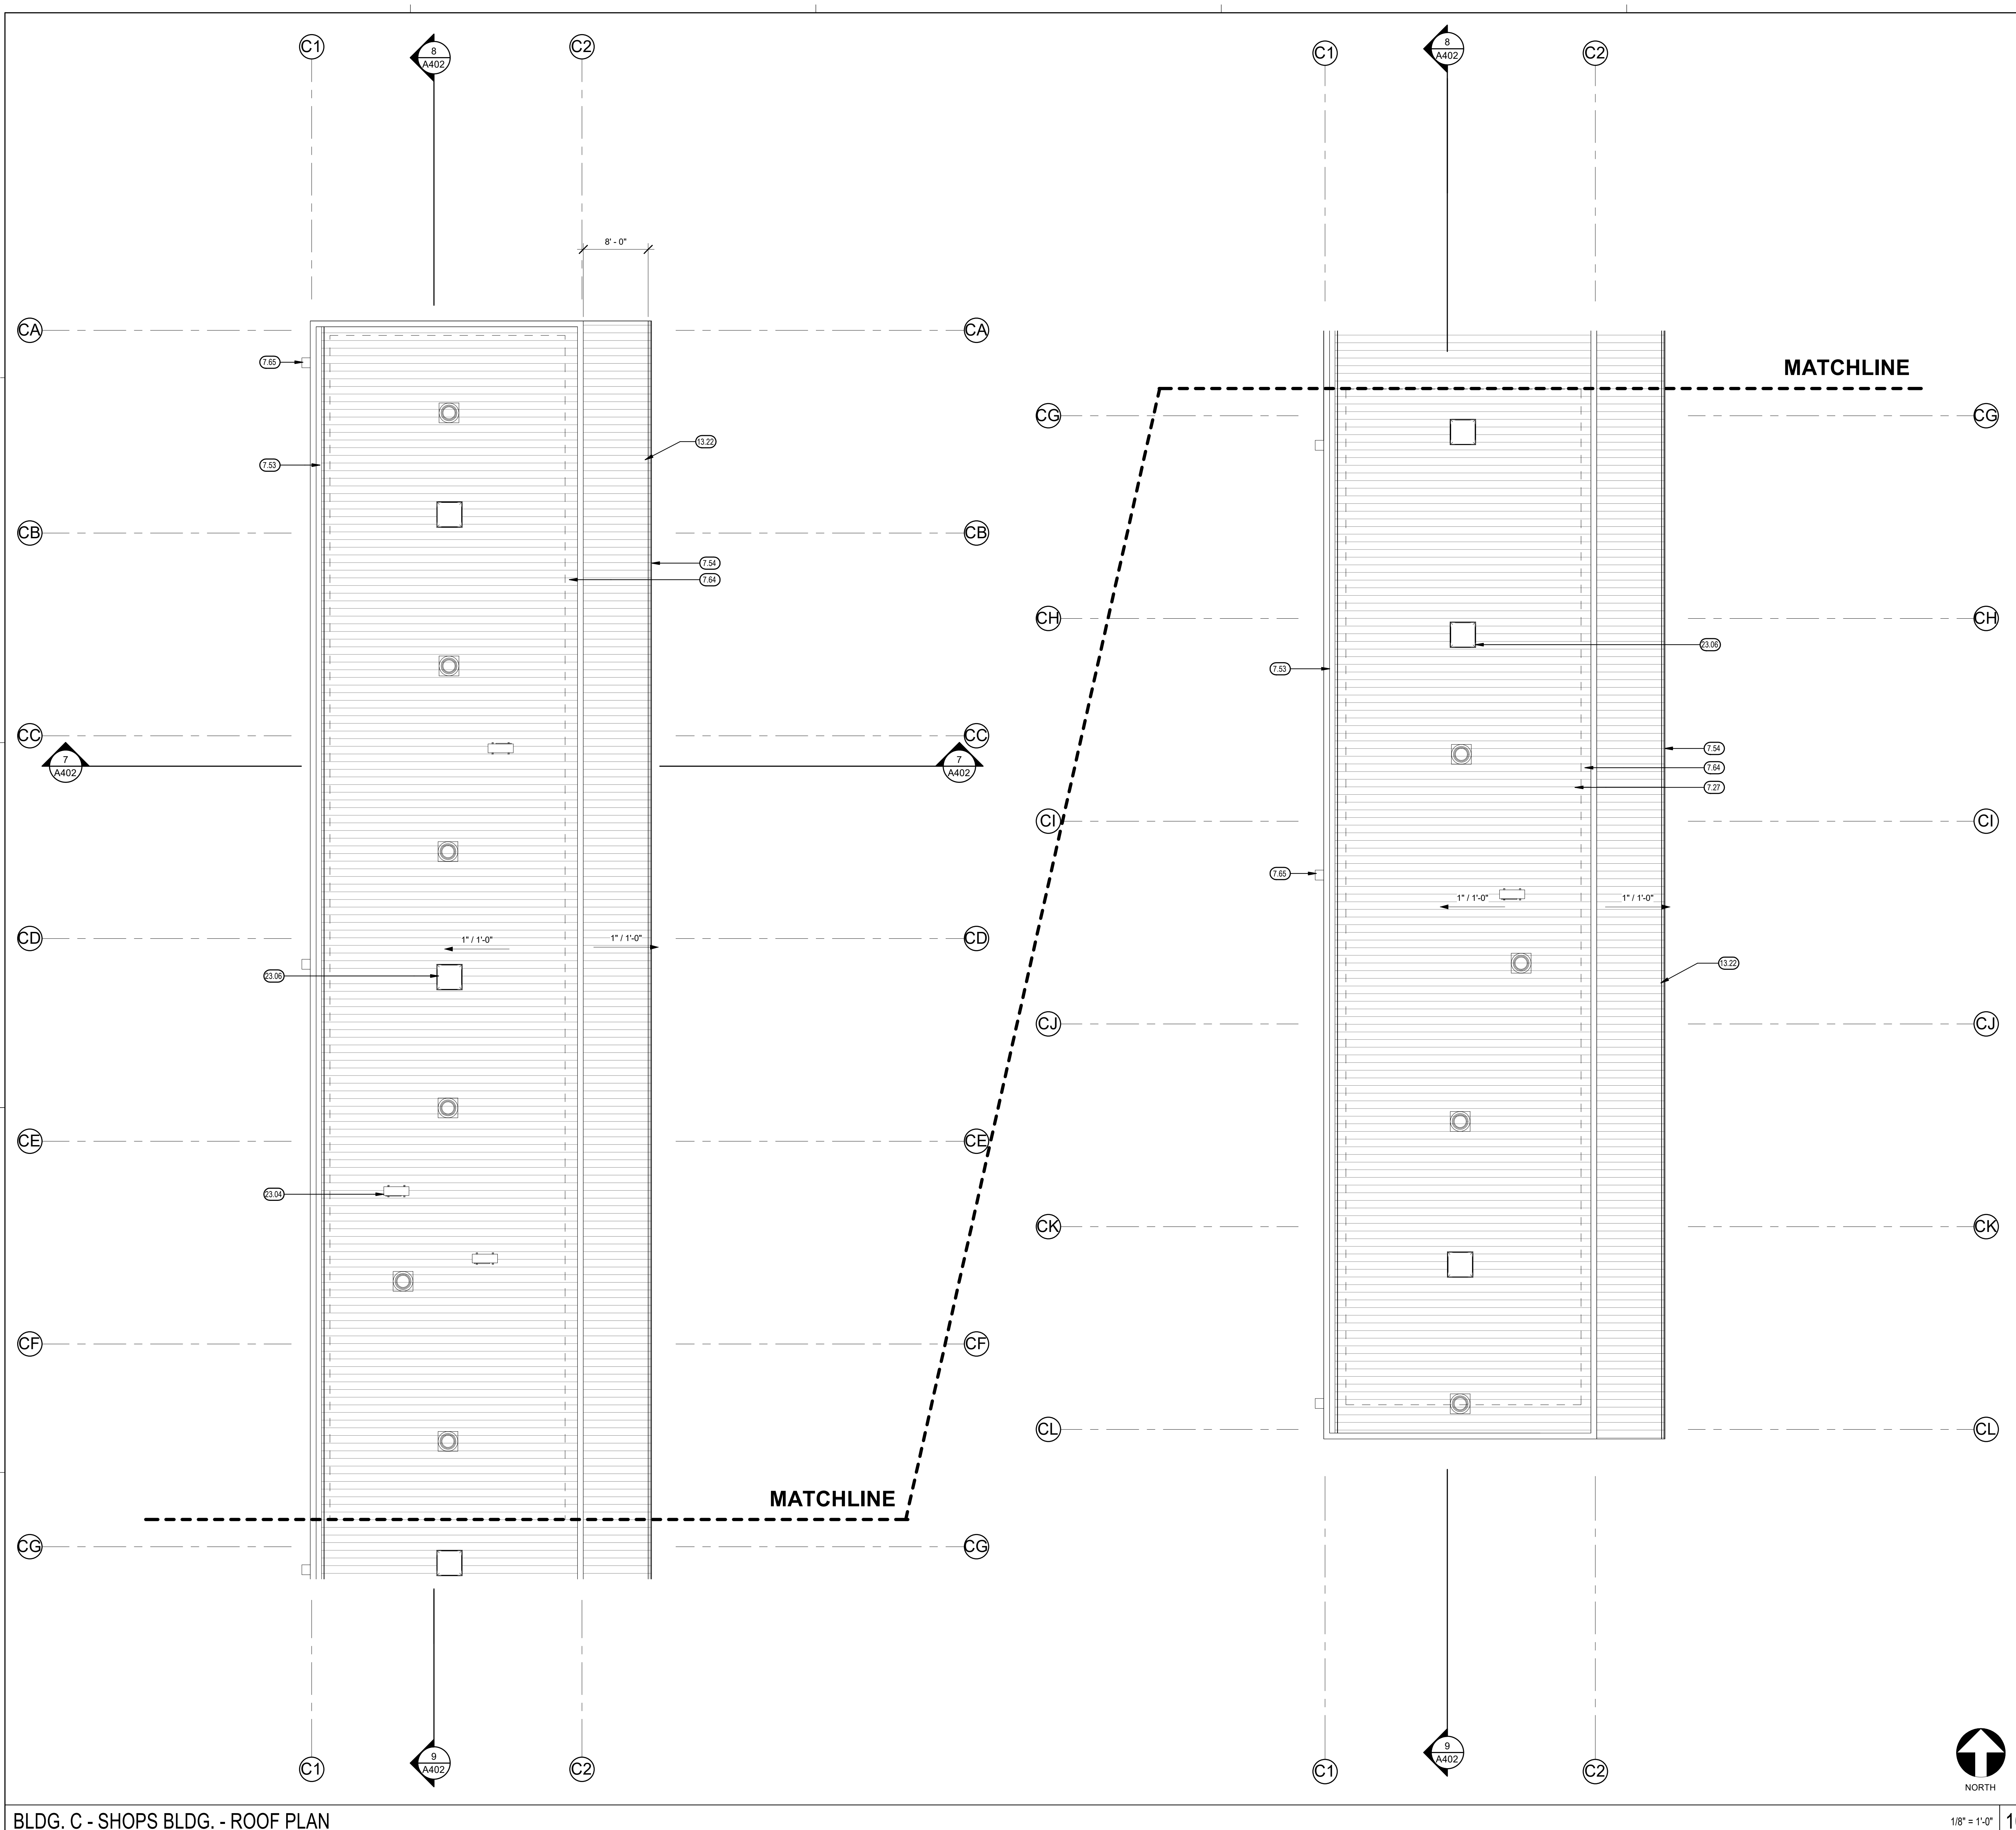 C1
8
A402
C2
C1
8
A402
C2
8' - 0"
CA
CA
7.65
MATCHLINE
CG
CG
13.22
7.53
CB
CB
7.54
7.64
CH
CH
23.06
7.53
CC
CC
7
A402
7
A402
7.54
7.64
7.27
CI
CI
7.65
1" / 1'-0"
1" / 1'-0"
CD
1" / 1'-0"
1" / 1'-0"
CD
23.06
13.22
CJ
CJ
CE
CE
23.04
CK
CK
CF
CF
CL
CL
MATCHLINE
CG
CG
C1
9
A402
C2
C1
9
A402
C2
NORTH
BLDG. C - SHOPS BLDG. - ROOF PLAN
1/8" = 1'-0"